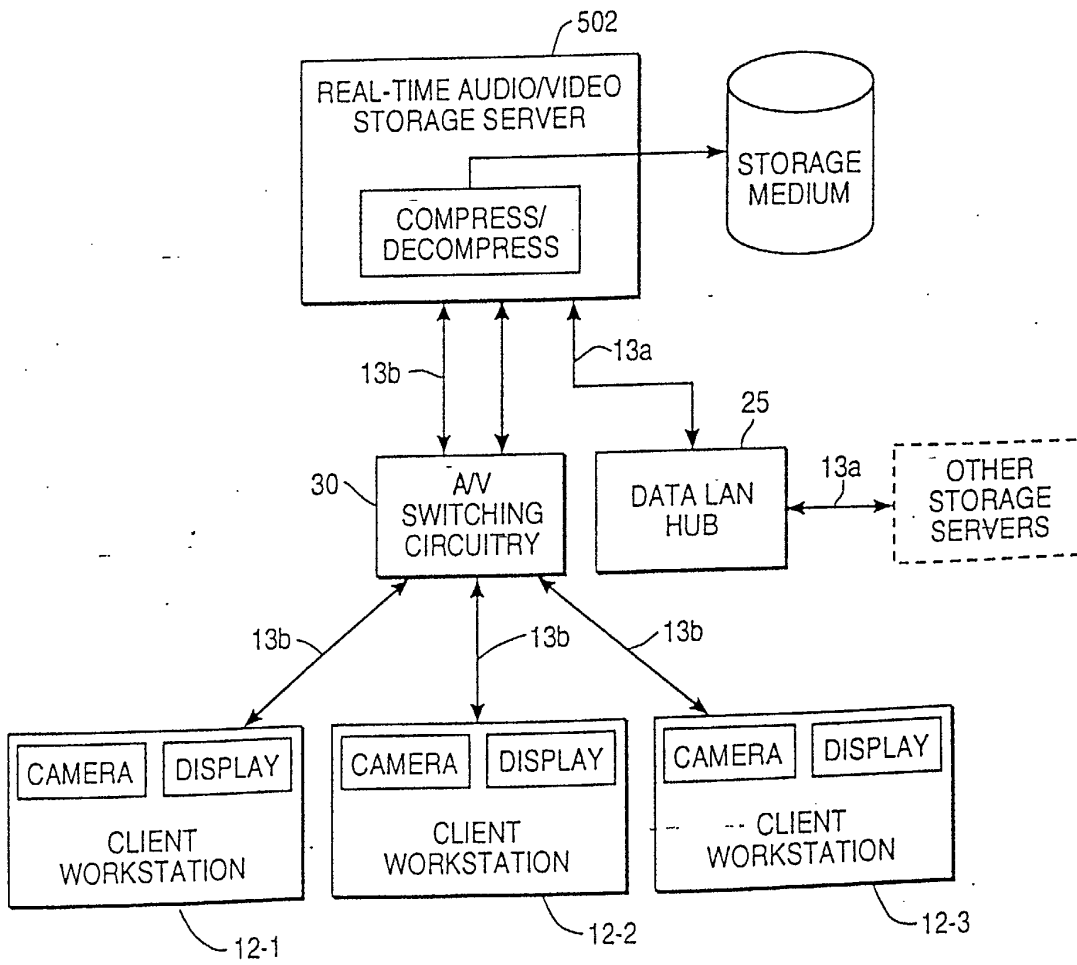 502
REAL-TIME AUDIO/VIDEO
STORAGE SERVER
COMPRESS/
DECOMPRESS
STORAGE
MEDIUM
13b
13a
25
30
A/V
SWITCHING
CIRCUITRY
DATA LAN
HUB
13a
OTHER
STORAGE
SERVERS
13b
13b
13b
CAMERA
DISPLAY
CLIENT
WORKSTATION
12-1
CAMERA
DISPLAY
CLIENT
WORKSTATION
12-2
CAMERA
DISPLAY
CLIENT
WORKSTATION
12-3